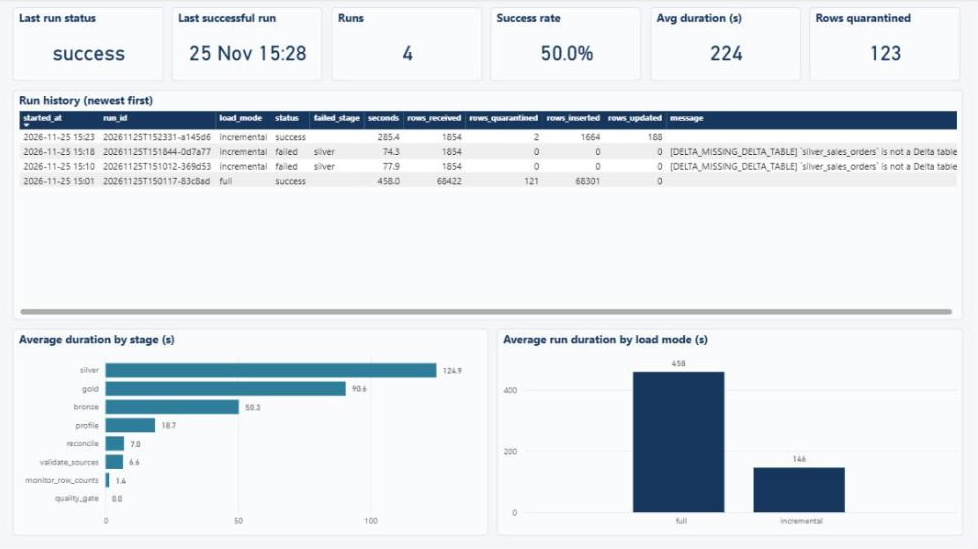 Last run status
success
Last successful run
25 Nov 15:28
Runs
4
Success rate
50.0%
Avg duration (s)
224
Rows quarantined
123
Run history (newest first)
started_at run_id load_mode status failed_stage seconds rows_received rows_quarantined rows_inserted rows_updated message
2026-11-25 15:23 20261125T152331-a145d6 incremental success 285.4 1854 2 1664 188
2026-11-25 15:18 20261125T151844-0d7a77 incremental failed silver 74.3 1854 0 0 0 [DELTA_MISSING_DELTA_TABLE] `silver_sales_orders` is not a Delta table
2026-11-25 15:10 20261125T151012-369d53 incremental failed silver 77.9 1854 0 0 0 [DELTA_MISSING_DELTA_TABLE] `silver_sales_orders` is not a Delta table
2026-11-25 15:01 20261125T150117-83c8ad full success 458.0 68422 121 68301 0
Average duration by stage (s)
silver 124.9
gold 90.6
bronze 50.3
profile 18.7
reconcile 7.0
validate_sources 6.6
monitor_row_counts 1.4
quality_gate 0.0
0 50 100
Average run duration by load mode (s)
458
400
200
146
0
full incremental